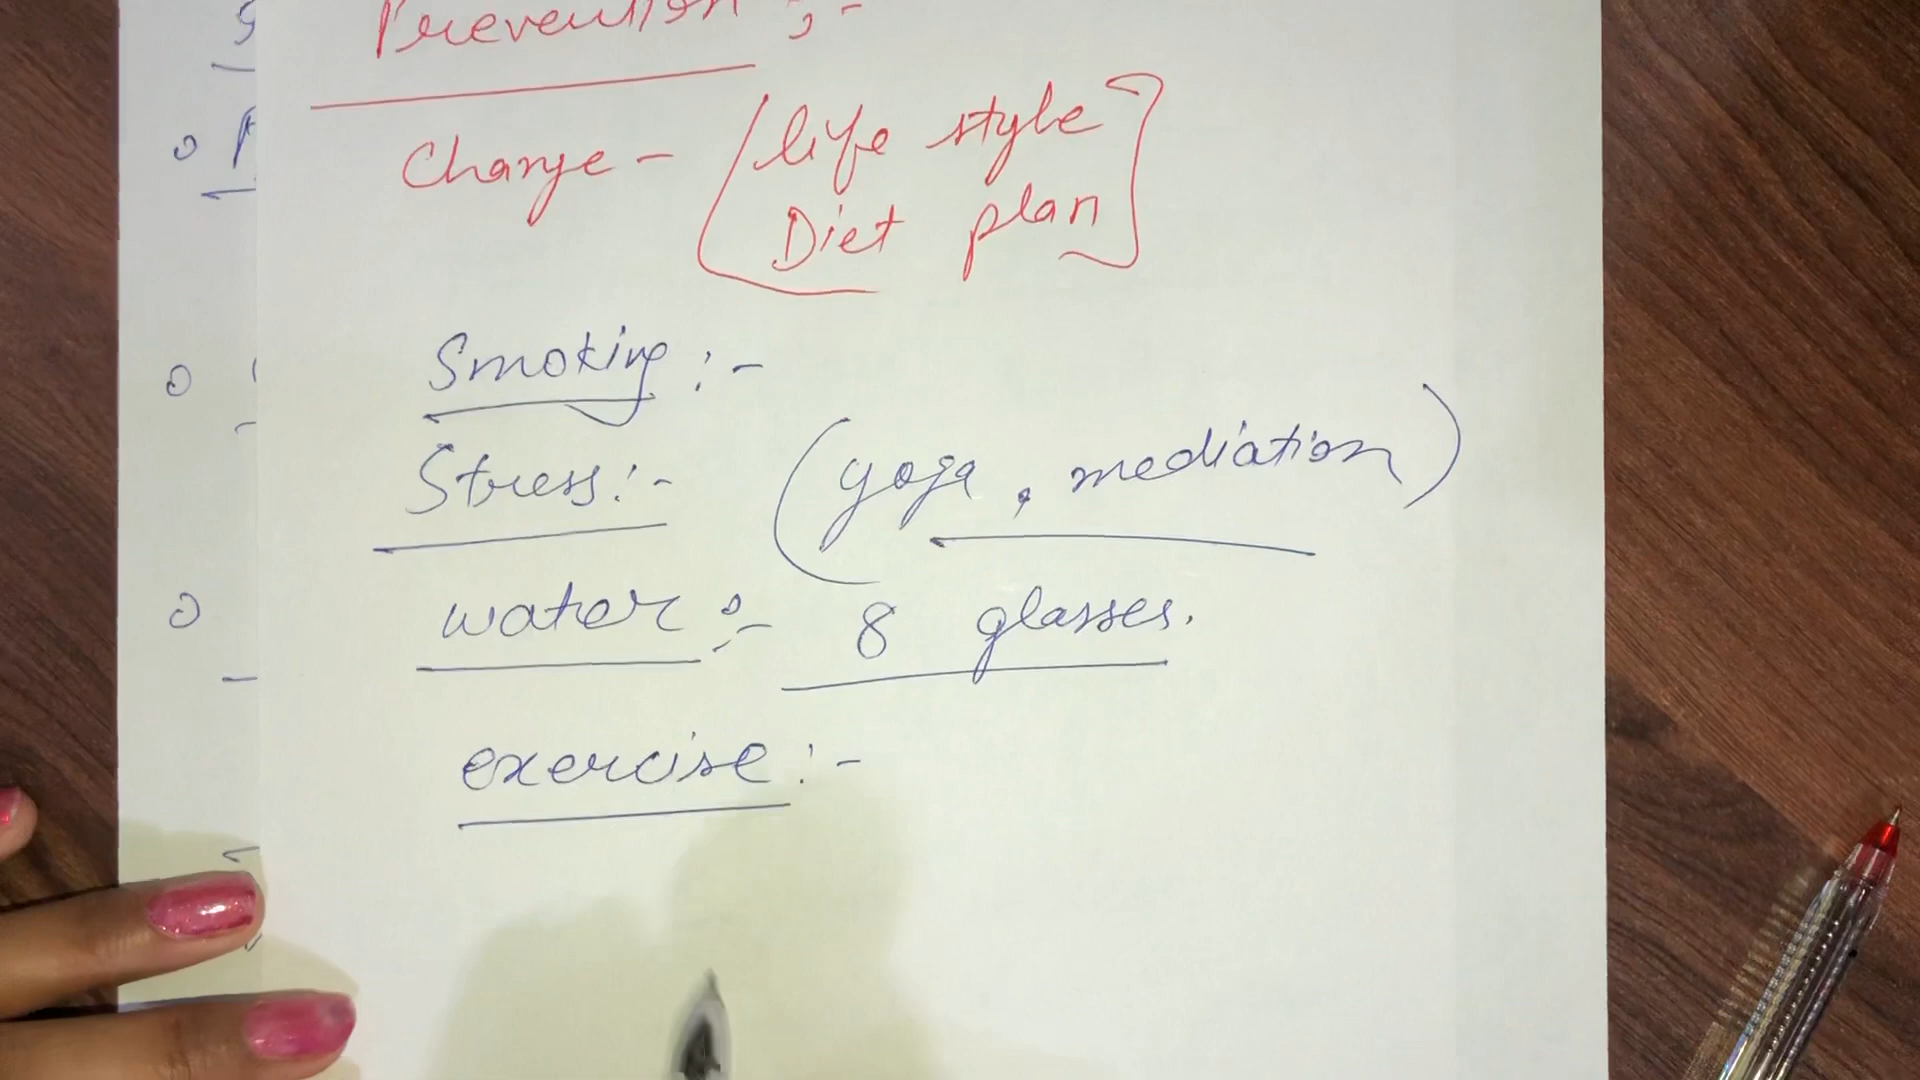 Prevention :-
Change - [life style
Diet plan]
Smoking :-
Stress :- (yoga, mediation)
water :- 8 glasses.
exercise :-